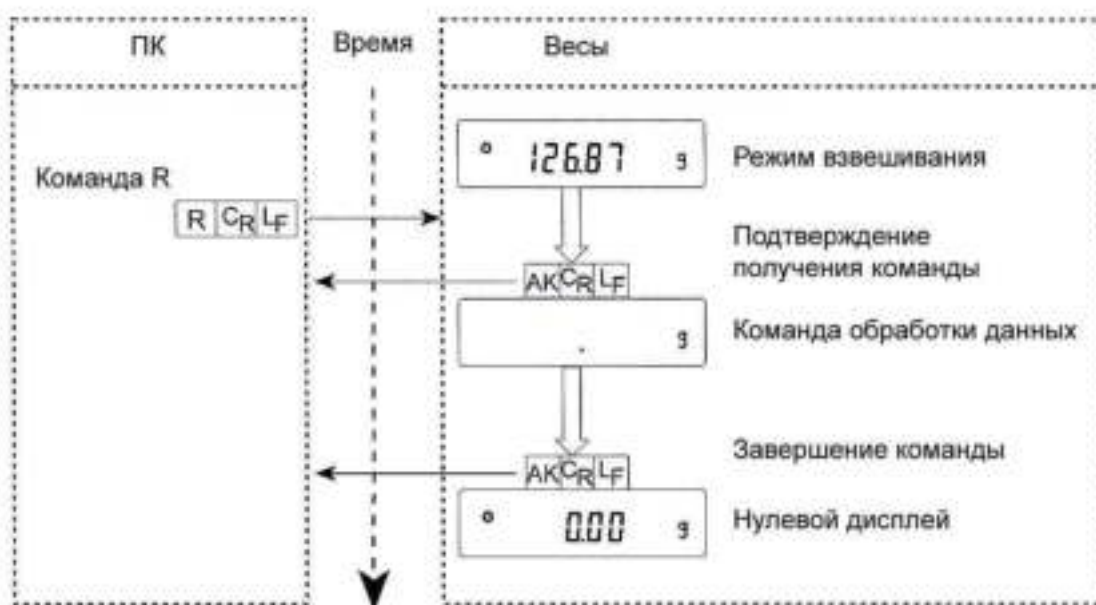 ПК
Время
Весы
126.87 g
Режим взвешивания
Команда R
R CR LF
Подтверждение
получения команды
AK CR LF
. g
Команда обработки данных
Завершение команды
AK CR LF
0.00 g
Нулевой дисплей